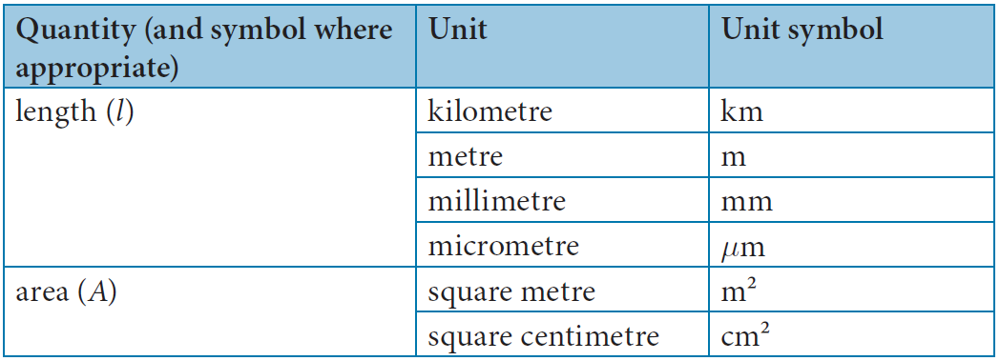 Quantity (and symbol where appropriate) Unit Unit symbol
length (l) kilometre km
metre m
millimetre mm
micrometre μm
area (A) square metre m²
square centimetre cm²